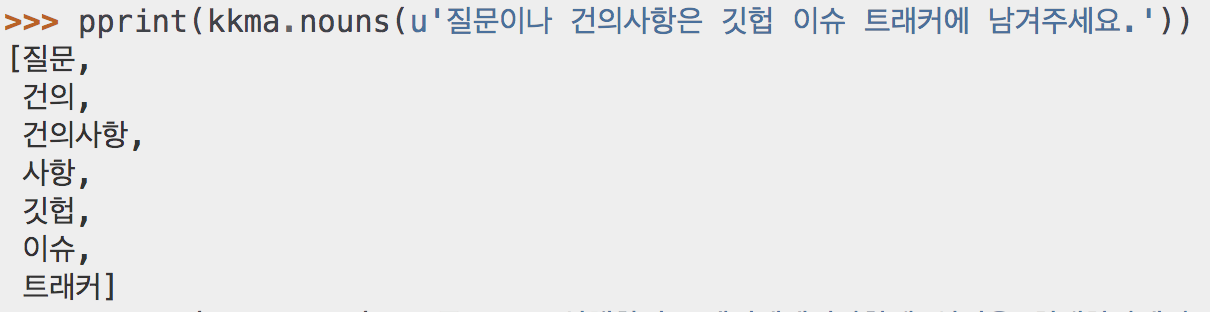 >>> pprint(kkma.nouns(u'질문이나 건의사항은 깃헙 이슈 트래커에 남겨주세요.'))
[질문,
 건의,
 건의사항,
 사항,
 깃헙,
 이슈,
 트래커]